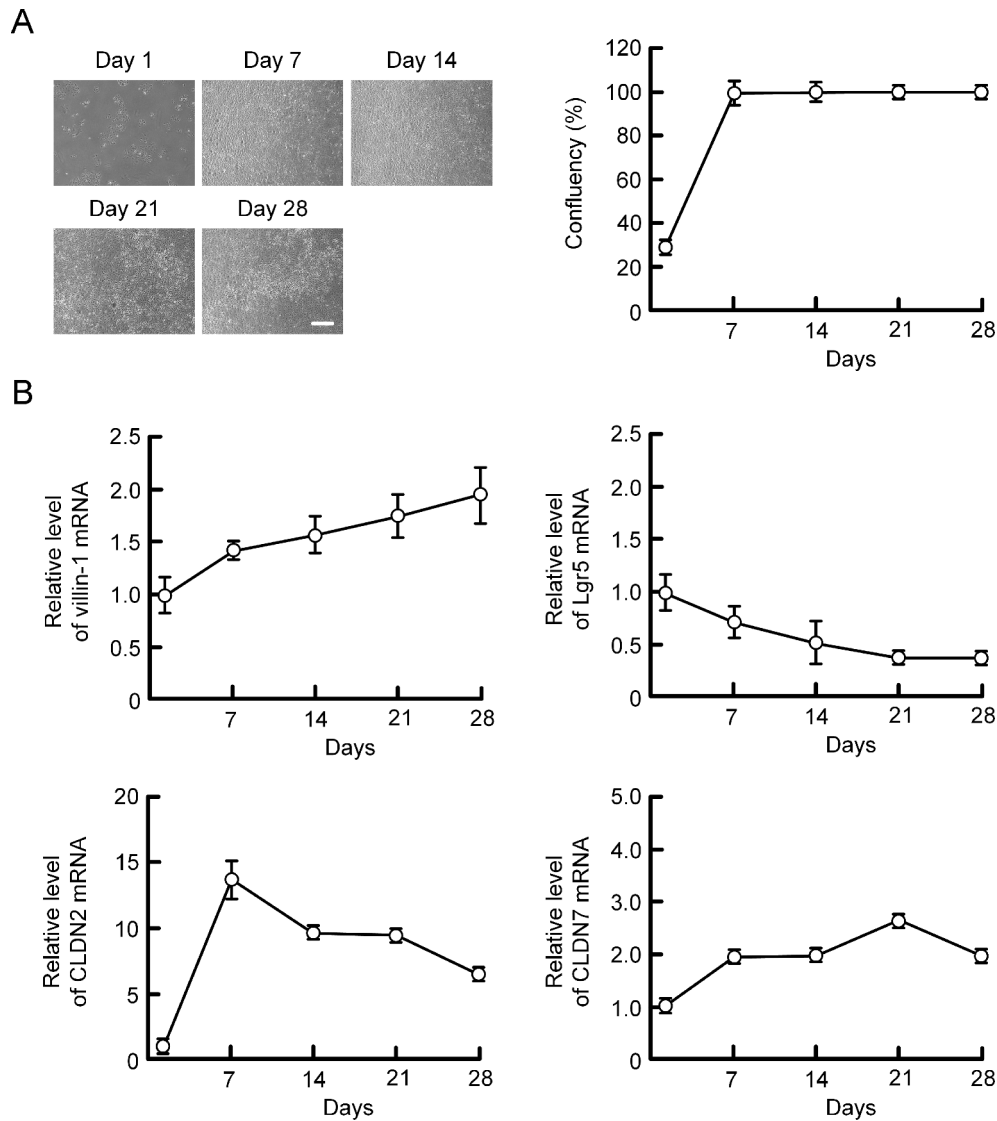 A
Day 1
Day 7
Day 14
Day 21
Day 28
120
100
80
60
40
20
0
Confluency (%)
7
14
21
28
Days
B
2.5
2.0
1.5
1.0
0.5
0
Relative level
of villin-1 mRNA
7
14
21
28
Days
2.5
2.0
1.5
1.0
0.5
0
Relative level
of Lgr5 mRNA
7
14
21
28
Days
20
15
10
5
0
Relative level
of CLDN2 mRNA
7
14
21
28
Days
5.0
4.0
3.0
2.0
1.0
0
Relative level
of CLDN7 mRNA
7
14
21
28
Days